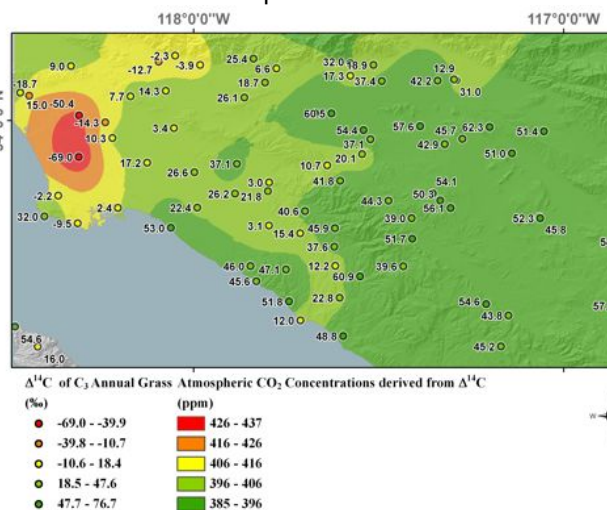 118°0'0"W 117°0'0"W
-2.3
9.0 -12.7 -3.9 25.4 6.6 32.0 18.9 12.9
-18.7 17.3 37.4 42.2
15.0 -50.4 7.7 14.3 18.7 26.1 31.0
-14.3 3.4 60.5 54.4 57.6 45.7 62.3 51.4
10.3 37.1 42.9
-69.0 17.2 26.6 37.1 10.7 20.1 51.0
-2.2 26.2 3.0 21.8 41.8 54.1
32.0 2.4 22.4 40.6 44.3 50.3 56.1
-9.5 53.0 3.1 15.4 45.9 39.0 52.3 45.8
37.6 51.7
46.0 47.1 12.2 39.6
45.6 60.9
51.8 22.8 54.6
12.0 43.8
54.6 48.8 45.2
16.0
Δ¹⁴C of C₃ Annual Grass Atmospheric CO₂ Concentrations derived from Δ¹⁴C
(‰) (ppm)
-69.0 - -39.9 426 - 437
-39.8 - -10.7 416 - 426
-10.6 - 18.4 406 - 416
18.5 - 47.6 396 - 406
47.7 - 76.7 385 - 396